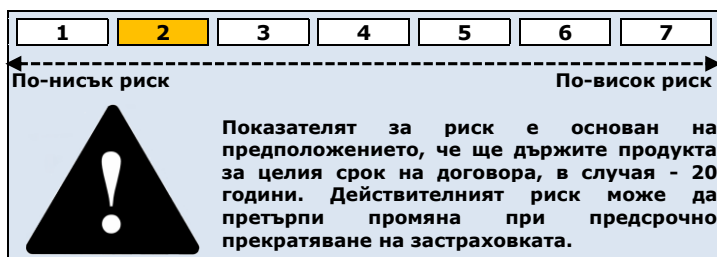 1 2 3 4 5 6 7
По-нисък риск По-висок риск
Показателят за риск е основан на
предположението, че ще държите продукта
за целия срок на договора, в случая - 20
години. Действителният риск може да
претърпи промяна при предсрочно
прекратяване на застраховката.